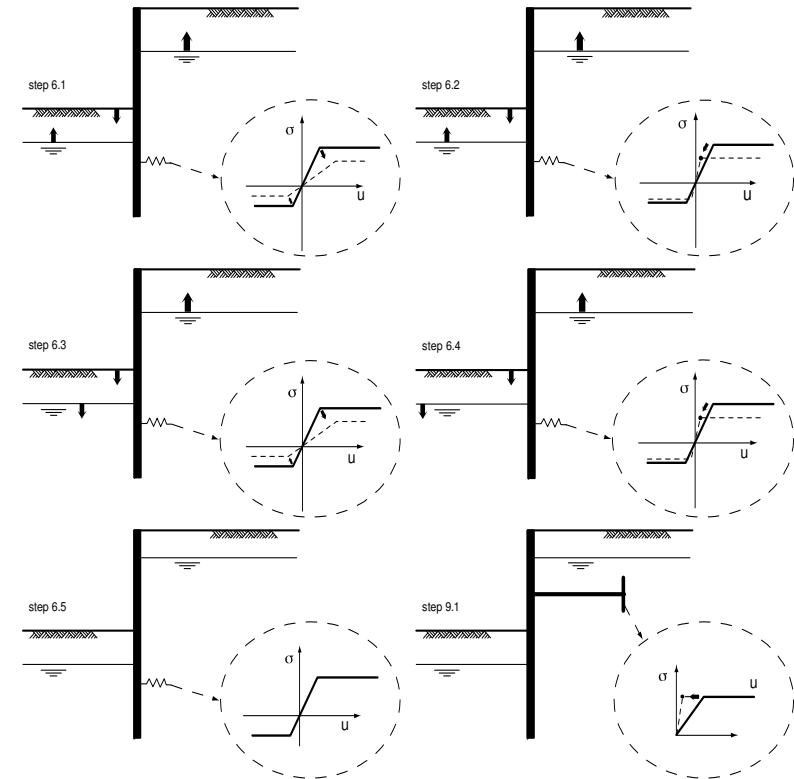 step 6.1
σ
u
step 6.2
σ
u
step 6.3
σ
u
step 6.4
σ
u
step 6.5
σ
u
step 9.1
σ
u